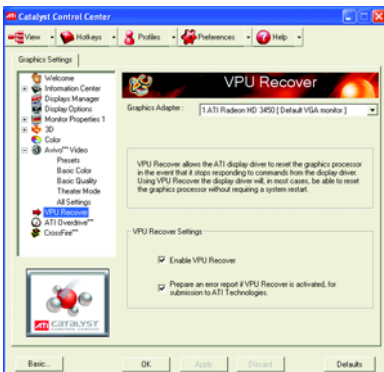 Catalyst Control Center
View Hotkeys Profiles Preferences Help
Graphics Settings
Welcome
Information Center
Displays Manager
Display Options
Monitor Properties 1
3D
Color
Avivo™ Video
Presets
Basic Color
Basic Quality
Theater Mode
All Settings
VPU Recover
ATI Overdrive™
CrossFire™
ATI CATALYST
CONTROL CENTER
VPU Recover
Graphics Adapter:
1.ATI Radeon HD 3450 [ Default VGA monitor ]
VPU Recover allows the ATI display driver to reset the graphics processor
in the event that it stops responding to commands from the display driver.
Using VPU Recover the display driver will, in most cases, be able to reset
the graphics processor without requiring a system restart.
VPU Recover Settings
Enable VPU Recover
Prepare an error report if VPU Recover is activated, for
submission to ATI Technologies.
Basic... OK Apply Discard Defaults